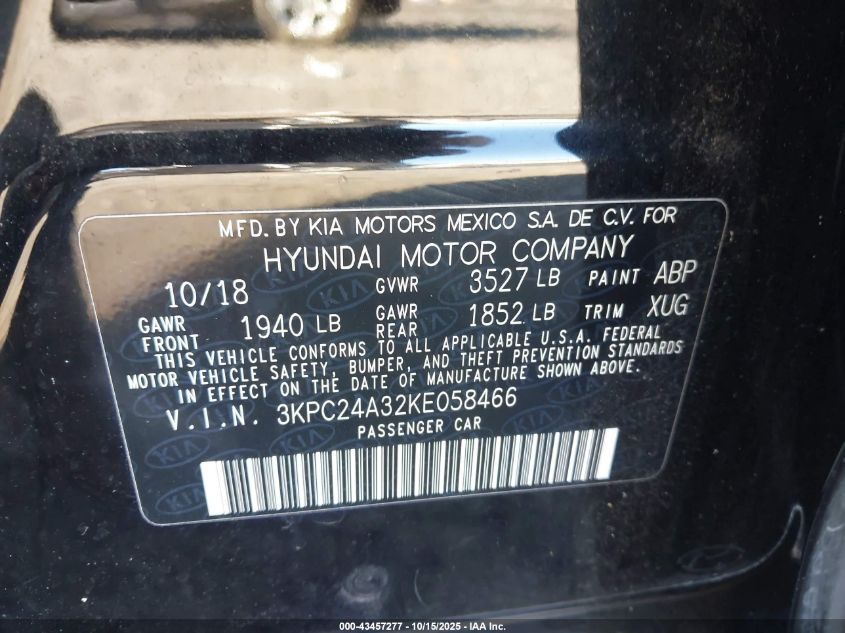 MFD. BY KIA MOTORS MEXICO S.A. DE C.V. FOR
HYUNDAI MOTOR COMPANY
10/18 GVWR 3527 LB PAINT ABP
GAWR FRONT 1940 LB GAWR REAR 1852 LB TRIM XUG
THIS VEHICLE CONFORMS TO ALL APPLICABLE U.S.A. FEDERAL
MOTOR VEHICLE SAFETY, BUMPER, AND THEFT PREVENTION STANDARDS
IN EFFECT ON THE DATE OF MANUFACTURE SHOWN ABOVE.
V.I.N. 3KPC24A32KE058466
PASSENGER CAR
000-43457277 - 10/15/2025 - IAA Inc.